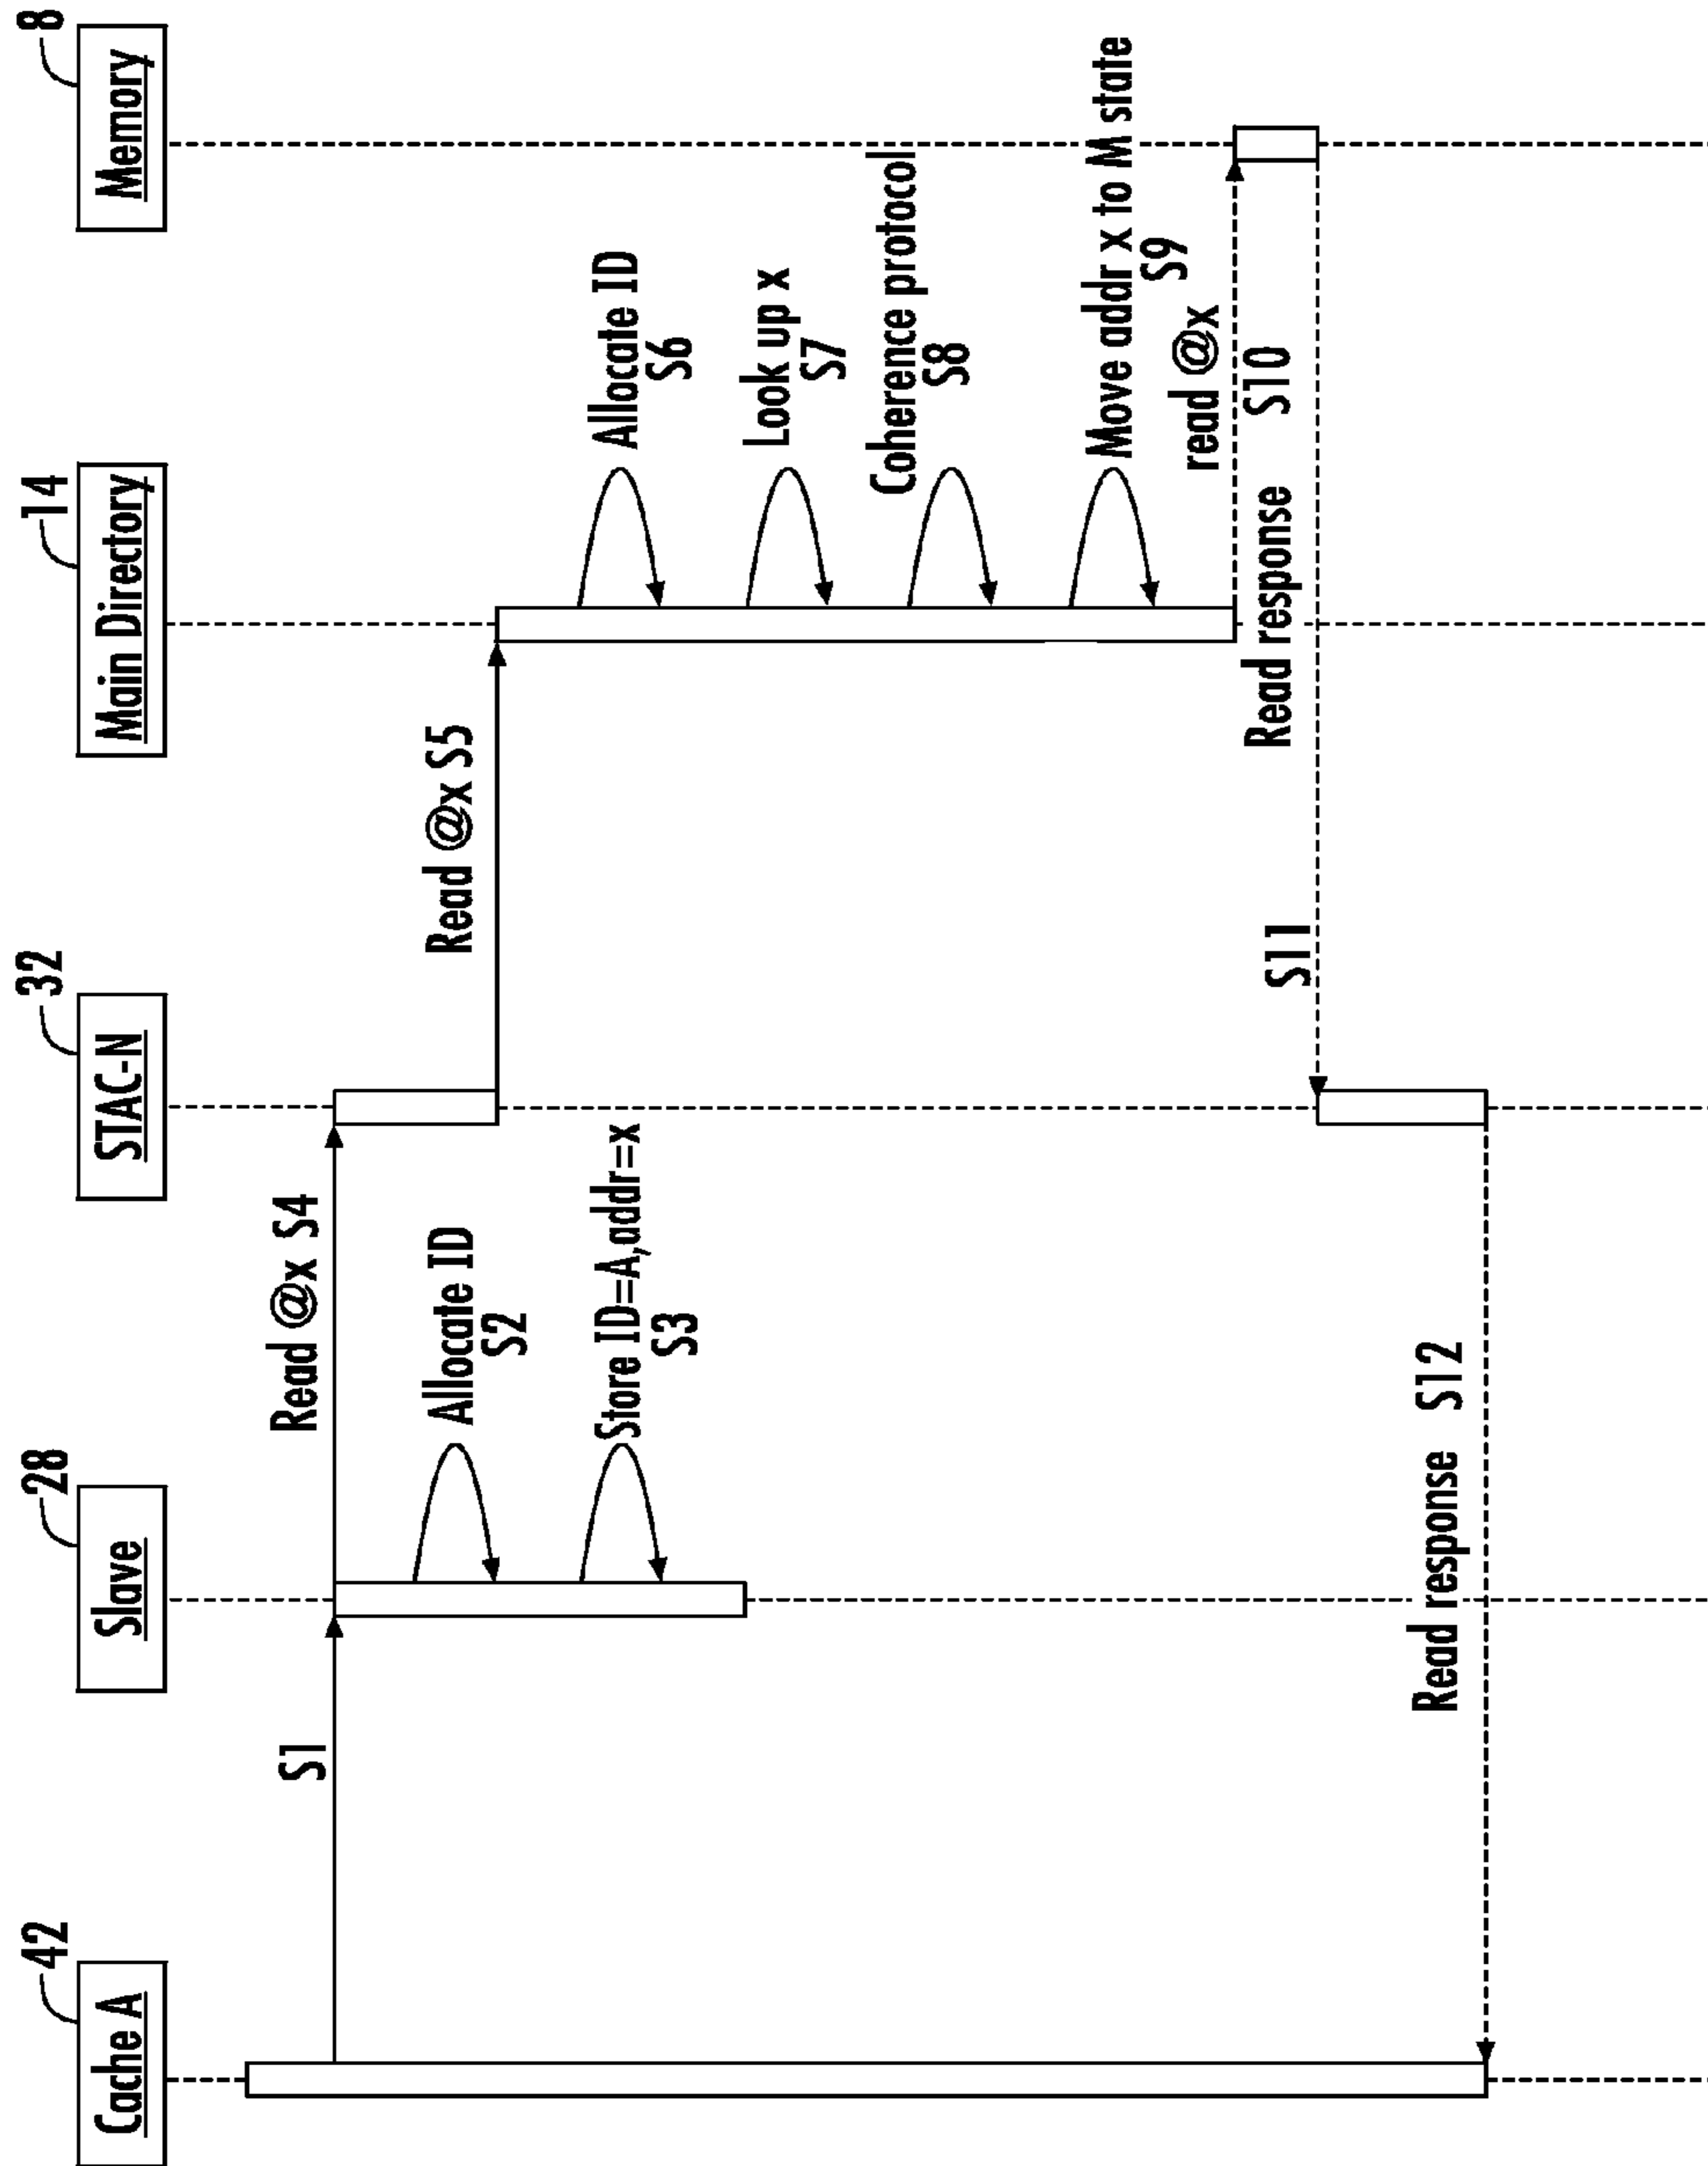 42
28
32
14
8
Cache A
Slave
STAC-N
Main Directory
Memory
S1
Read @x S4
Allocate ID
S2
Store ID=A,addr=x
S3
Read @x S5
Allocate ID
S6
Look up x
S7
Coherence protocol
S8
Move addr x to M state
S9
read @x
S10
Read response
S11
Read response S12